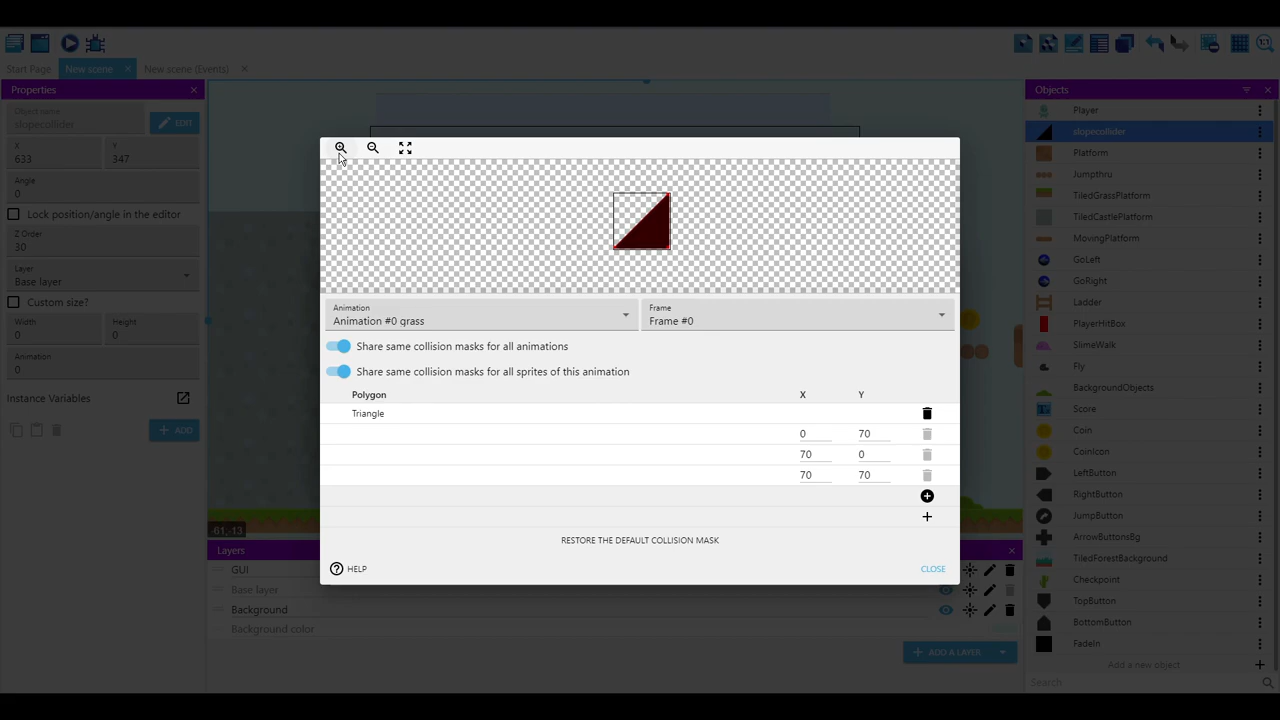 Start Page
New scene
New scene (Events)
Properties
Object name
slopecollider
EDIT
X
633
Y
347
Angle
0
Lock position/angle in the editor
Z Order
30
Layer
Base layer
Custom size?
Width
0
Height
0
Animation
0
Instance Variables
ADD
Animation
Animation #0 grass
Frame
Frame #0
Share same collision masks for all animations
Share same collision masks for all sprites of this animation
Polygon X Y
Triangle
0 70
70 0
70 70
RESTORE THE DEFAULT COLLISION MASK
HELP
CLOSE
-61,-13
Layers
GUI
Base layer
Background
Background color
ADD A LAYER
1:1
Objects
Player
slopecollider
Platform
Jumpthru
TiledGrassPlatform
TiledCastlePlatform
MovingPlatform
GoLeft
GoRight
Ladder
PlayerHitBox
SlimeWalk
Fly
BackgroundObjects
Score
Coin
CoinIcon
LeftButton
RightButton
JumpButton
ArrowButtonsBg
TiledForestBackground
Checkpoint
TopButton
BottomButton
FadeIn
Add a new object
Search